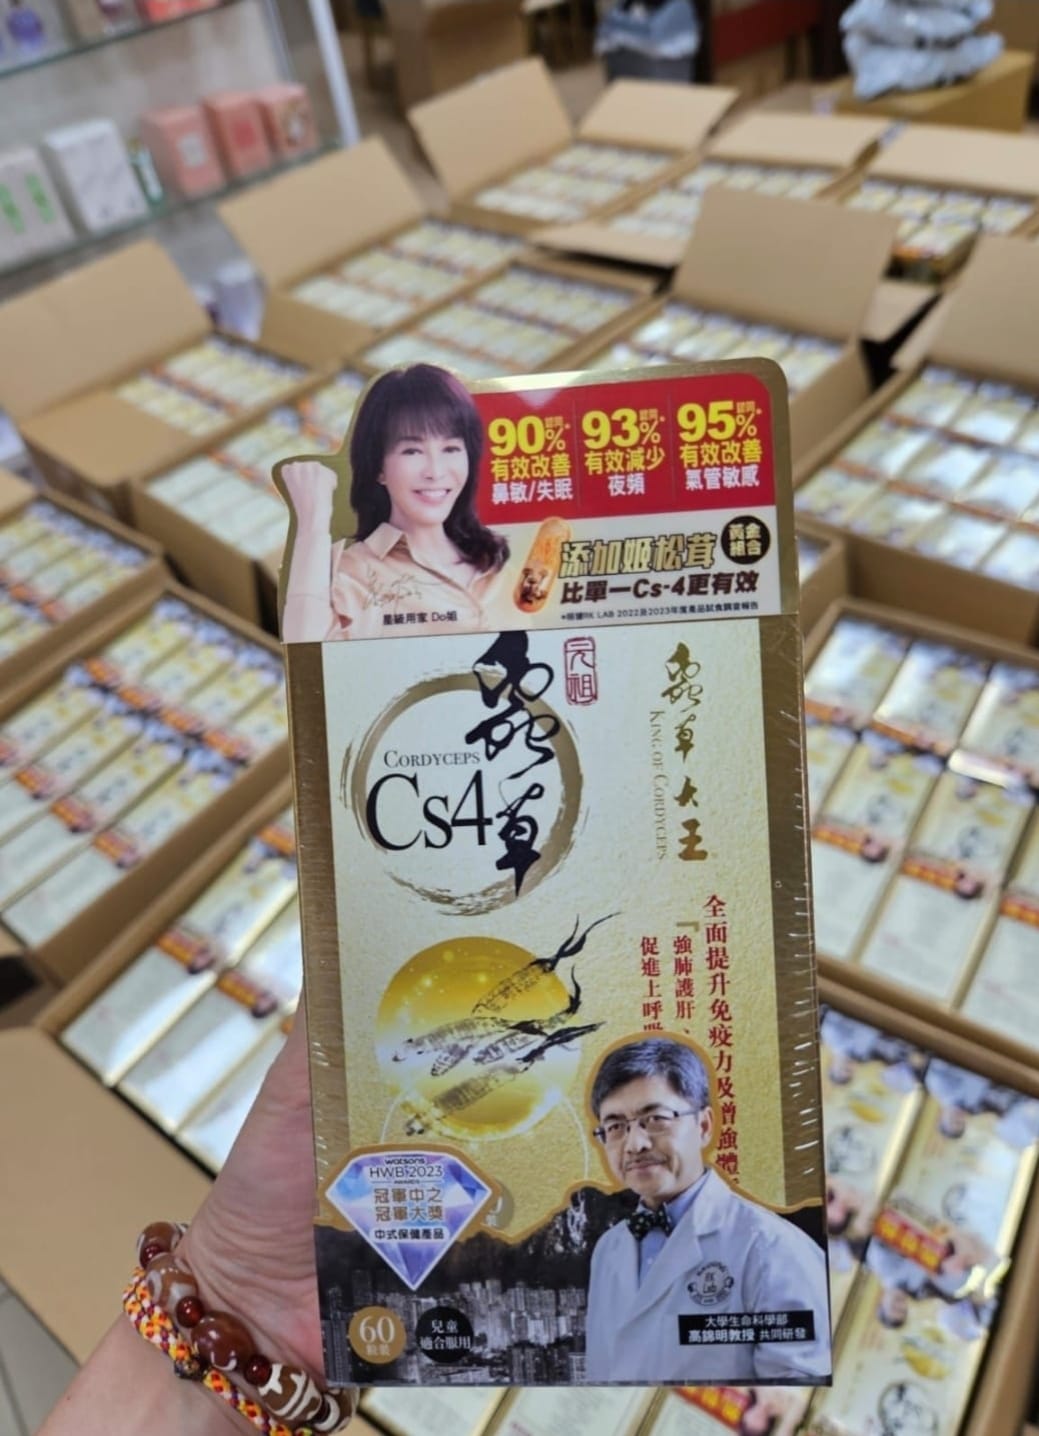 90%認同*
有效改善
鼻敏/失眠
93%認同*
有效減少
夜頻
95%認同*
有效改善
氣管敏感
添加姬松茸
黃金
組合
比單一Cs-4更有效
*根據RK LAB 2022及2023年度產品試食調查報告
星級用家 Do姐
元祖
蟲草
CORDYCEPS
Cs4
蟲草大王
KING OF CORDYCEPS
全面提升免疫力及增強體
『強肺護肝、
促進上呼吸
watsons
HWB 2023
AWARDS
冠軍中之
冠軍大獎
中式保健產品
60
粒裝
兒童
適合服用
大學生命科學部
高錦明教授 共同研發